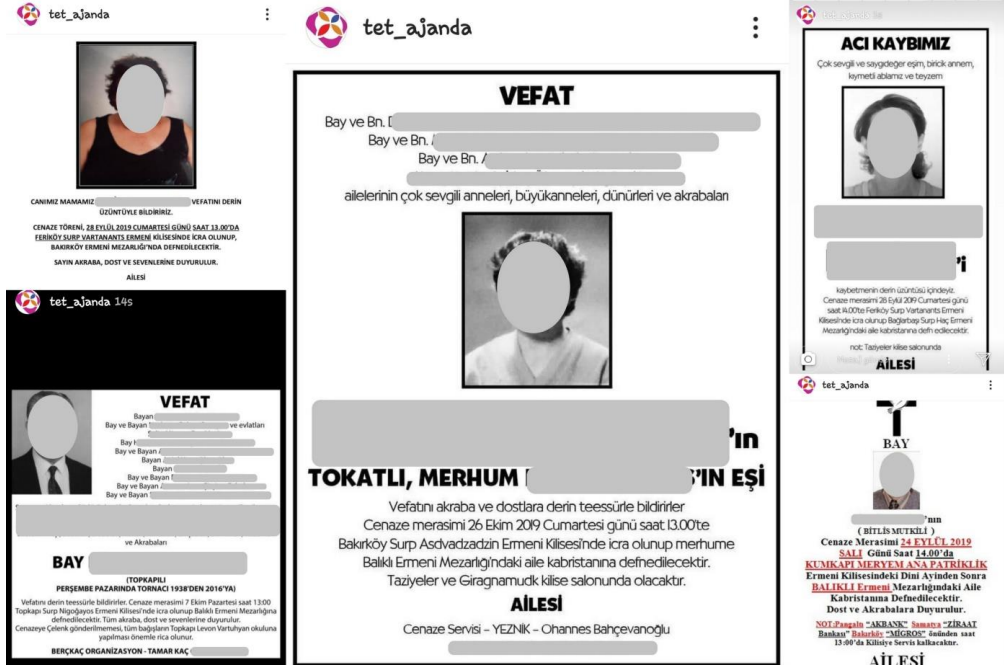 tet_ajanda
CANIMIZ MAMAMIZ VEFATINI DERİN
ÜZÜNTÜYLE BİLDİRİRİZ.
CENAZE TÖRENİ, 28 EYLÜL 2019 CUMARTESİ GÜNÜ SAAT 13.00'DA
FERİKÖY SURP VARTANANTS ERMENİ KİLİSESİNDE İCRA OLUNUP,
BAKIRKÖY ERMENİ MEZARLIĞI'NDA DEFNEDİLECEKTİR.
SAYIN AKRABA, DOST VE SEVENLERİNE DUYURULUR.
AİLESİ
tet_ajanda 14s
VEFAT
Bayan
Bay ve Bayan ve evlatları
Bay
Bay ve Bayan
Bayan
Bayan
Bay ve Bayan
Bay ve Bayan
Bay ve Bayan
ve Akrabaları
BAY
(TOPKAPILI
PERŞEMBE PAZARINDA TORNACI 1938'DEN 2016'YA)
Vefatını derin teessürle bildirirler. Cenaze merasimi 7 Ekim Pazartesi saat 13:00
Topkapı Surp Nigoğayos Ermeni Kilisesi'nde icra olunup Balıklı Ermeni Mezarlığına
defnedilecektir. Tüm akraba, dost ve sevenlerine duyurulur.
Cenazeye Çelenk gönderilmemesi, tüm bağışların Topkapı Levon Vartuhyan okuluna
yapılması önemle rica olunur.
BERÇKAÇ ORGANİZASYON - TAMAR KAÇ
tet_ajanda
VEFAT
Bay ve Bn.
Bay ve Bn.
Bay ve Bn.
ailelerinin çok sevgili anneleri, büyükanneleri, dünürleri ve akrabaları
'ın
TOKATLI, MERHUM 'IN EŞİ
Vefatını akraba ve dostlara derin teessürle bildirirler
Cenaze merasimi 26 Ekim 2019 Cumartesi günü saat 13.00'te
Bakırköy Surp Asdvadzadzin Ermeni Kilisesi'nde icra olunup merhume
Balıklı Ermeni Mezarlığı'ndaki aile kabristanına defnedilecektir.
Taziyeler ve Giragnamudk kilise salonunda olacaktır.
AİLESİ
Cenaze Servisi – YEZNİK – Ohannes Bahçevanoğlu
tet_ajanda
ACI KAYBIMIZ
Çok sevgili ve saygıdeğer eşim, biricik annem,
kıymetli ablamız ve teyzem
'i
kaybetmenin derin üzüntüsü içindeyiz.
Cenaze merasimi 28 Eylül 2019 Cumartesi günü
saat 14.00'te Feriköy Surp Vartanants Ermeni
Kilisesi'nde icra olunup Bağlarbaşı Surp Haç Ermeni
Mezarlığındaki aile kabristanına defn edilecektir.
not: Taziyeler kilise salonunda
AİLESİ
tet_ajanda
BAY
'nın
( BİTLİS MUTKİLİ )
Cenaze Merasimi 24 EYLÜL 2019
SALI Günü Saat 14.00'da
KUMKAPI MERYEM ANA PATRİKLİK
Ermeni Kilisesindeki Dini Ayinden Sonra
BALIKLI Ermeni Mezarlığındaki Aile
Kabristanına Defnedilecektir.
Dost ve Akrabalara Duyurulur.
NOT:Pangaltı "AKBANK" Samatya "ZİRAAT
Bankası" Bakırköy "MİGROS" önünden saat
13:00'da Kilisiye Servis kalkacaktır.
AİLESİ